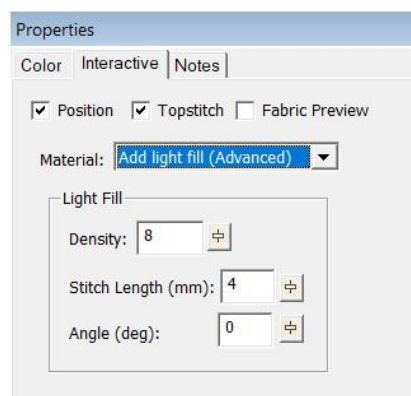 Properties
Color Interactive Notes
Position Topstitch Fabric Preview
Material: Add light fill (Advanced)
Light Fill
Density: 8
Stitch Length (mm): 4
Angle (deg): 0